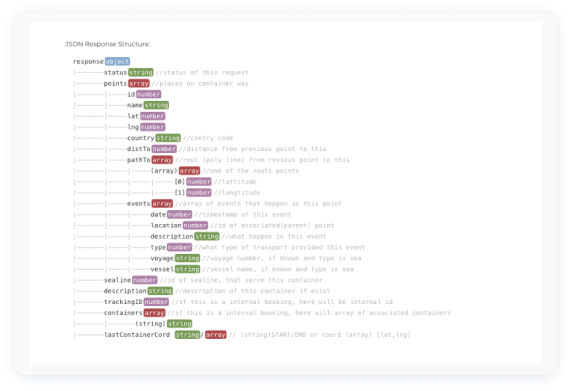 JSON Response Structure:
response object
status string //status of this request
points array //places on container way
id number
name string
lat number
lng number
country string //contry code
distTo number //distance from previous point to this
pathTo array //rout (poly line) from revious point to this
(array) array //one of the routs points
[0] number //lattitude
[1] number //longtitude
events array //array of events that heppen in this point
date number //timestamp of this event
location number //id of associated(parent) point
description string //what happen in this event
type number //what type of transport provided this event
voyage string //voyage number, if known and type is sea
vessel string //vessel name, if known and type is sea
sealine number //id of sealine, that serve this container
description string //description of this container if exist
trackingID number //if this is a internal booking, here will be internal id
containers array //if this is a internal booking, here will array of associated containers
(string) string
lastContainerCord string/array // (string)START/END or coord (array) [lat,lng]